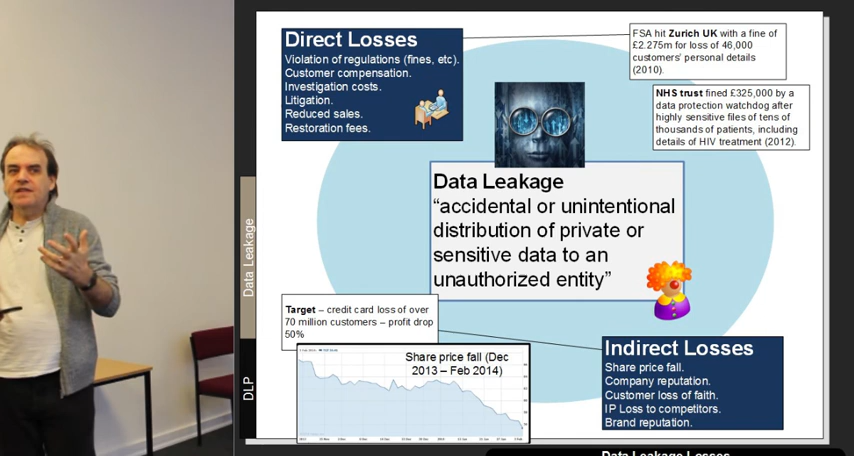 Direct Losses
Violation of regulations (fines, etc).
Customer compensation.
Investigation costs.
Litigation.
Reduced sales.
Restoration fees.
FSA hit Zurich UK with a fine of
£2.275m for loss of 46,000
customers' personal details
(2010).
NHS trust fined £325,000 by a
data protection watchdog after
highly sensitive files of tens of
thousands of patients, including
details of HIV treatment (2012).
Data Leakage
“accidental or unintentional
distribution of private or
sensitive data to an
unauthorized entity”
Data Leakage
DLP
Target – credit card loss of over
70 million customers – profit drop
50%
Share price fall (Dec
2013 – Feb 2014)
Indirect Losses
Share price fall.
Company reputation.
Customer loss of faith.
IP Loss to competitors.
Brand reputation.
Data Leakage Losses